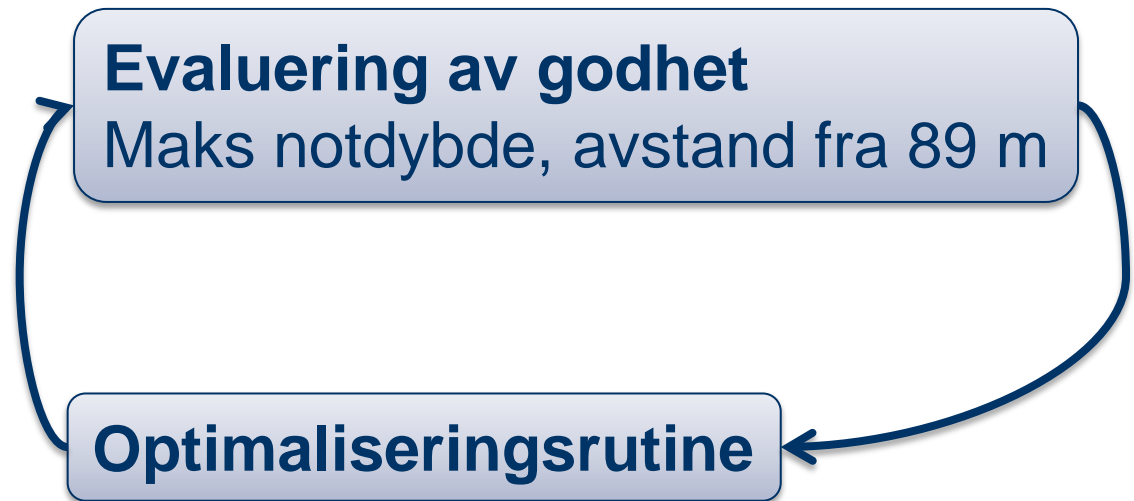 Evaluering av godhet
Maks notdybde, avstand fra 89 m
Optimaliseringsrutine